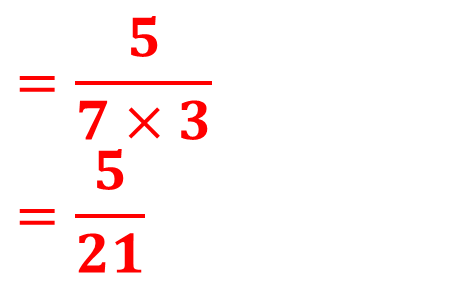 = 5 / 7 × 3
= 5 / 21